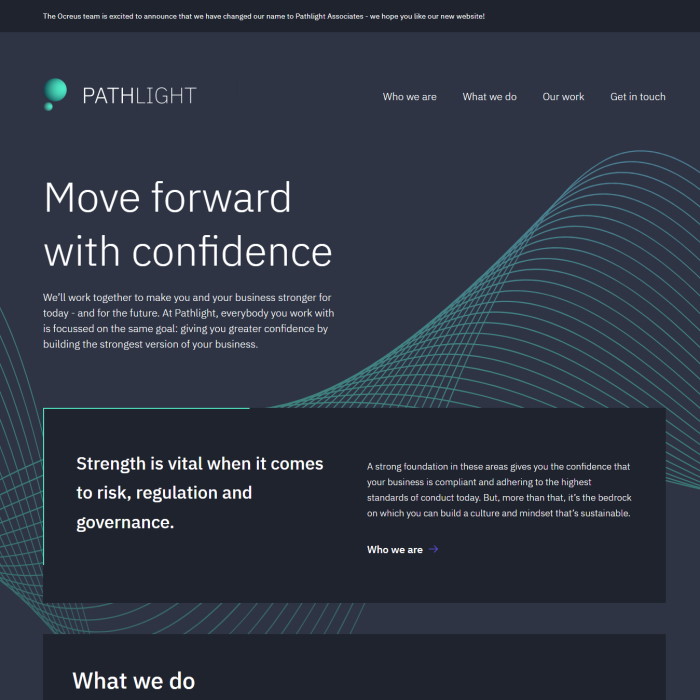 The Ocreus team is excited to announce that we have changed our name to Pathlight Associates - we hope you like our new website!
PATHLIGHT
Who we are
What we do
Our work
Get in touch
Move forward
with confidence
We’ll work together to make you and your business stronger for
today - and for the future. At Pathlight, everybody you work with
is focussed on the same goal: giving you greater confidence by
building the strongest version of your business.
Strength is vital when it comes
to risk, regulation and
governance.
A strong foundation in these areas gives you the confidence that
your business is compliant and adhering to the highest
standards of conduct today. But, more than that, it’s the bedrock
on which you can build a culture and mindset that’s sustainable.
Who we are →
What we do